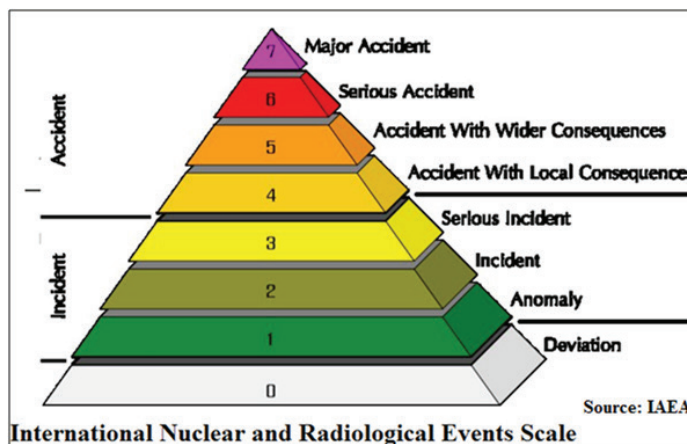 7 Major Accident
6 Serious Accident
5 Accident With Wider Consequences
4 Accident With Local Consequence
Accident
3 Serious Incident
2 Incident
1 Anomaly
Incident
0 Deviation
Source: IAEA
International Nuclear and Radiological Events Scale